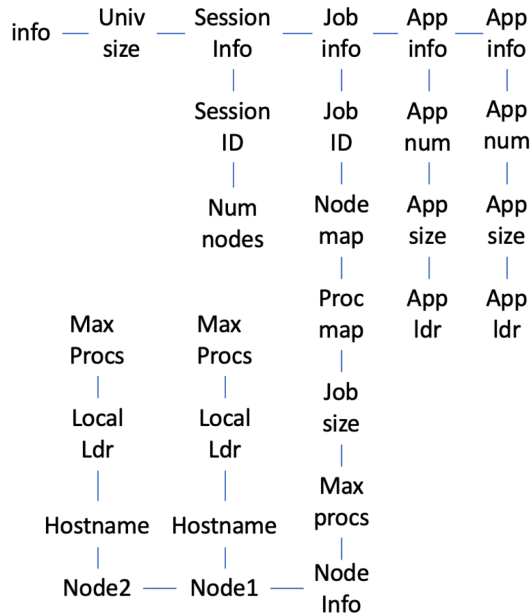 info
Univ
size
Session
Info
Job
info
App
info
App
info
Session
ID
Job
ID
App
num
App
num
Num
nodes
Node
map
App
size
App
size
Max
Procs
Max
Procs
Proc
map
App
ldr
App
ldr
Local
Ldr
Local
Ldr
Job
size
Hostname
Hostname
Max
procs
Node2
Node1
Node
Info